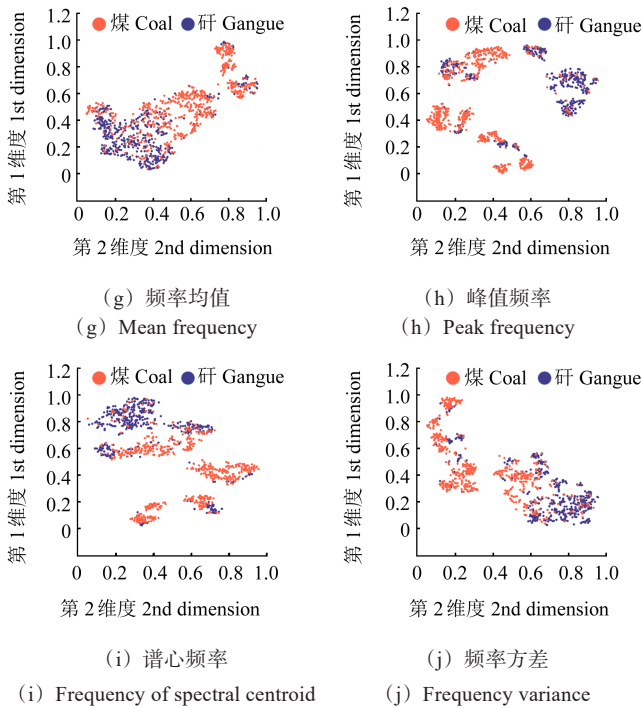 1.2
煤 Coal 矸 Gangue
1.0
0.8
0.6
0.4
0.2
0
第 1 维度 1st dimension
0 0.2 0.4 0.6 0.8 1.0
第 2 维度 2nd dimension
（g）频率均值
（g）Mean frequency
1.2
煤 Coal 矸 Gangue
1.0
0.8
0.6
0.4
0.2
0
第 1 维度 1st dimension
0 0.2 0.4 0.6 0.8 1.0
第 2 维度 2nd dimension
（h）峰值频率
（h）Peak frequency
1.2
煤 Coal 矸 Gangue
1.0
0.8
0.6
0.4
0.2
0
第 1 维度 1st dimension
0 0.2 0.4 0.6 0.8 1.0
第 2 维度 2nd dimension
（i）谱心频率
（i）Frequency of spectral centroid
1.2
煤 Coal 矸 Gangue
1.0
0.8
0.6
0.4
0.2
0
第 1 维度 1st dimension
0 0.2 0.4 0.6 0.8 1.0
第 2 维度 2nd dimension
（j）频率方差
（j）Frequency variance